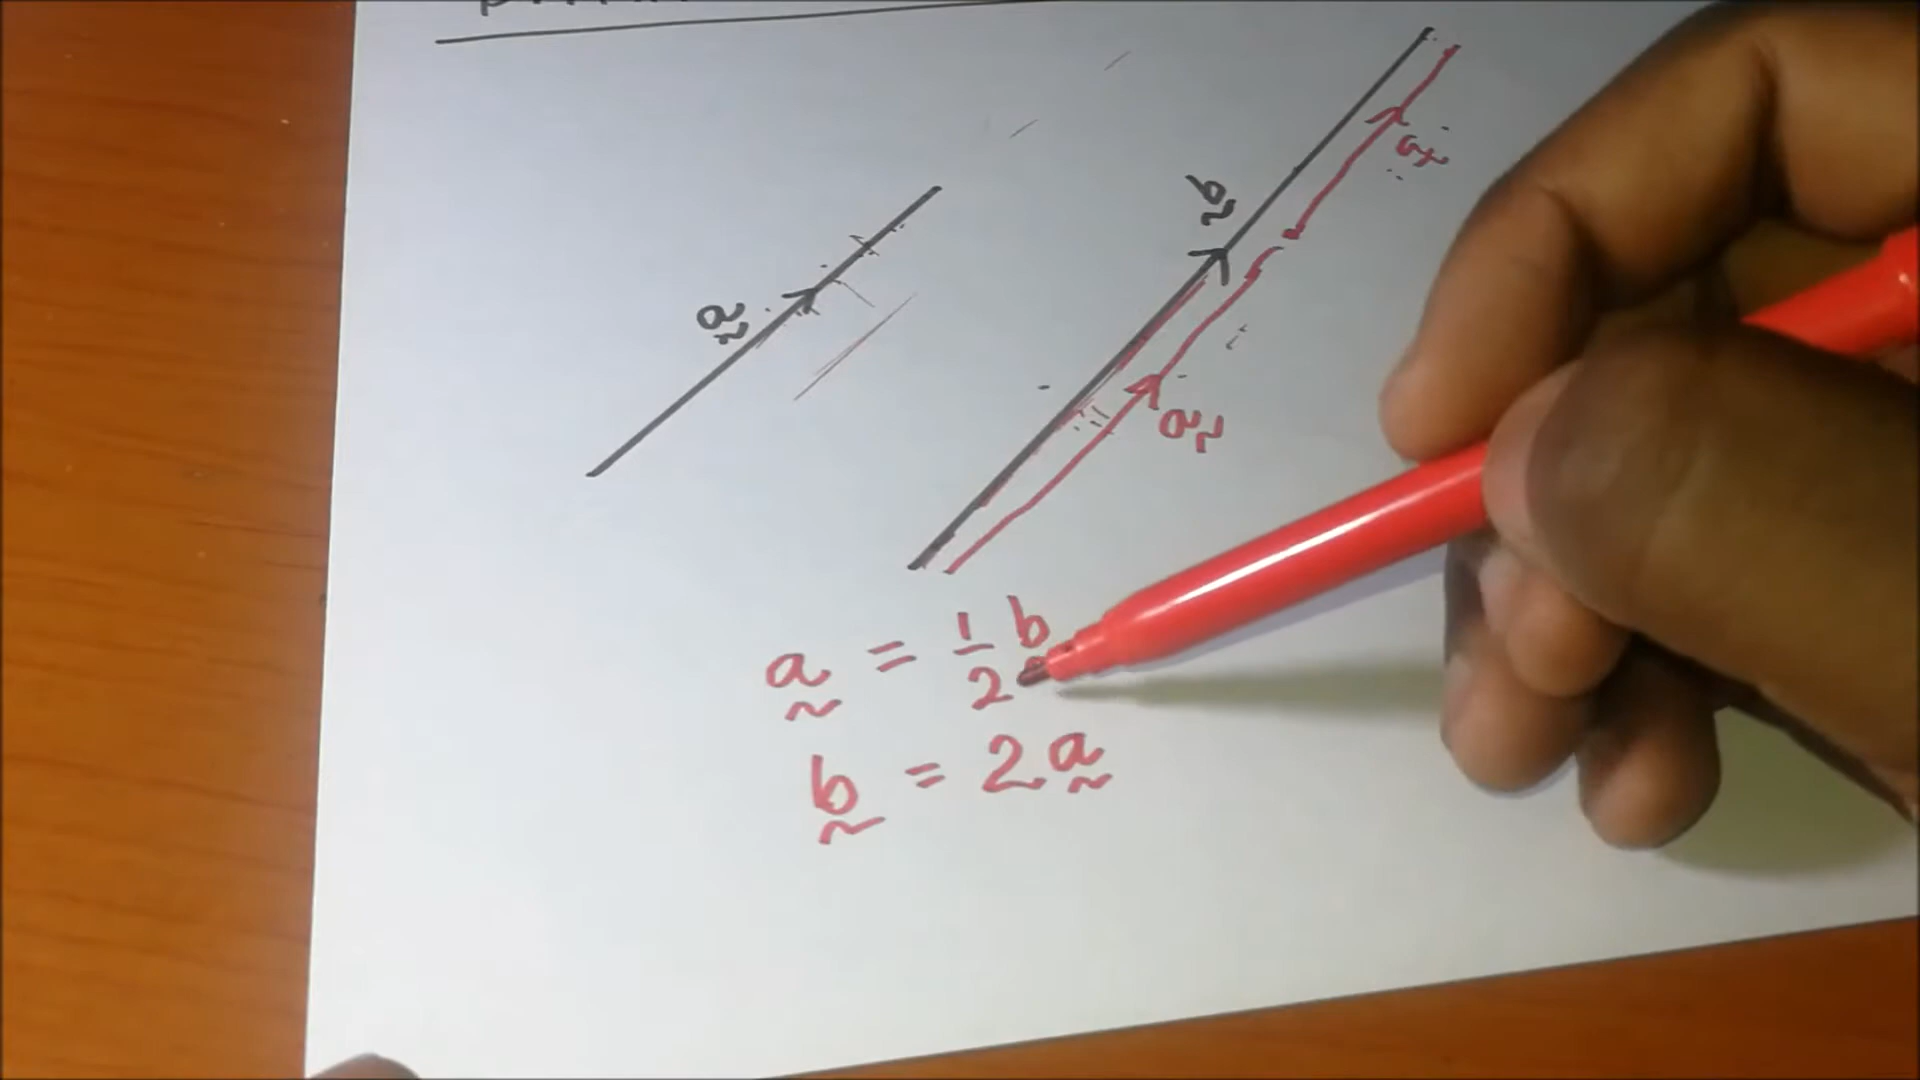 b
a
a
a
a = 1/2 b
b = 2a